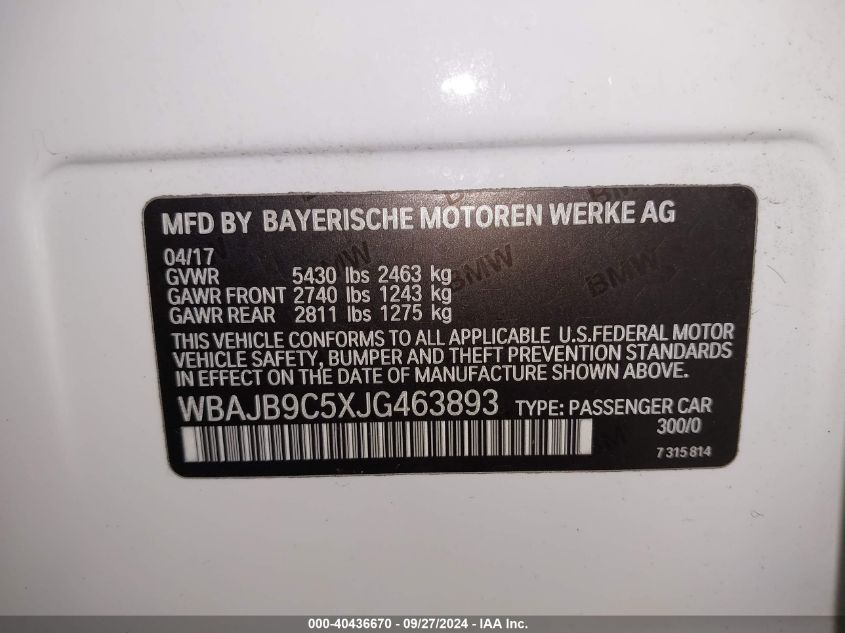 MFD BY BAYERISCHE MOTOREN WERKE AG
04/17
GVWR 5430 lbs 2463 kg
GAWR FRONT 2740 lbs 1243 kg
GAWR REAR 2811 lbs 1275 kg
THIS VEHICLE CONFORMS TO ALL APPLICABLE U.S.FEDERAL MOTOR
VEHICLE SAFETY, BUMPER AND THEFT PREVENTION STANDARDS
IN EFFECT ON THE DATE OF MANUFACTURE SHOWN ABOVE.
WBAJB9C5XJG463893 TYPE: PASSENGER CAR
300/0
7 315 814
BMW
BMW
000-40436670 - 09/27/2024 - IAA Inc.